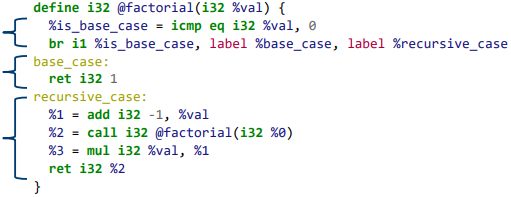 define i32 @factorial(i32 %val) {
%is_base_case = icmp eq i32 %val, 0
br i1 %is_base_case, label %base_case, label %recursive_case
base_case:
ret i32 1
recursive_case:
%1 = add i32 -1, %val
%2 = call i32 @factorial(i32 %0)
%3 = mul i32 %val, %1
ret i32 %2
}